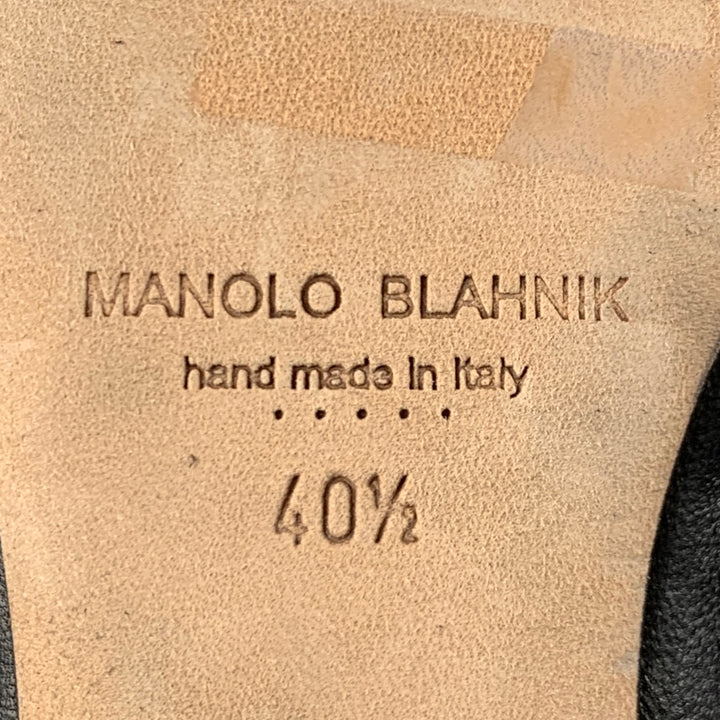 MANOLO BLAHNIK
hand made in Italy
.....
40½